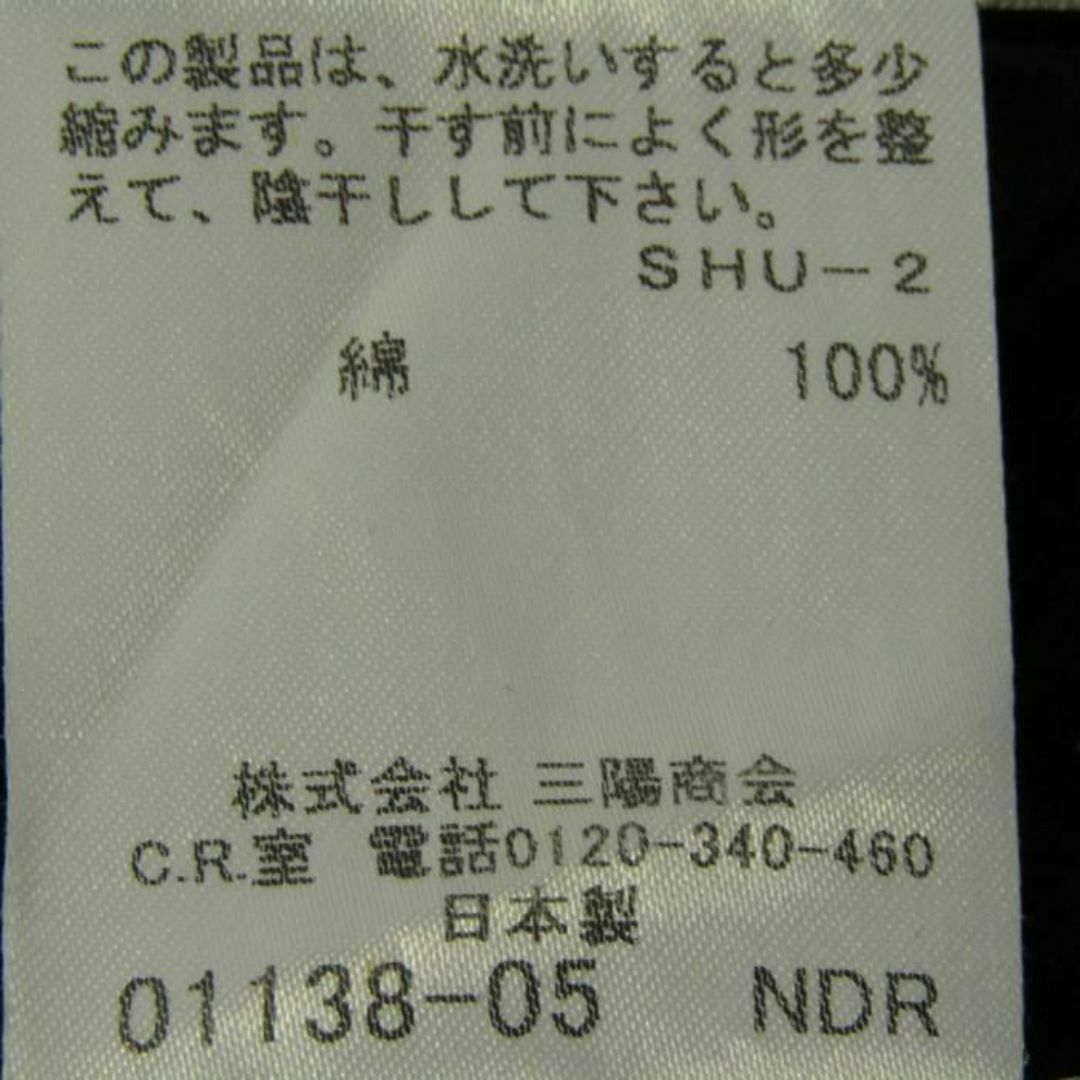 この製品は、水洗いすると多少
縮みます。干す前によく形を整
えて、陰干しして下さい。
SHU-2
綿 100%
株式会社 三陽商会
C.R.室 電話0120-340-460
日本製
01138-05 NDR